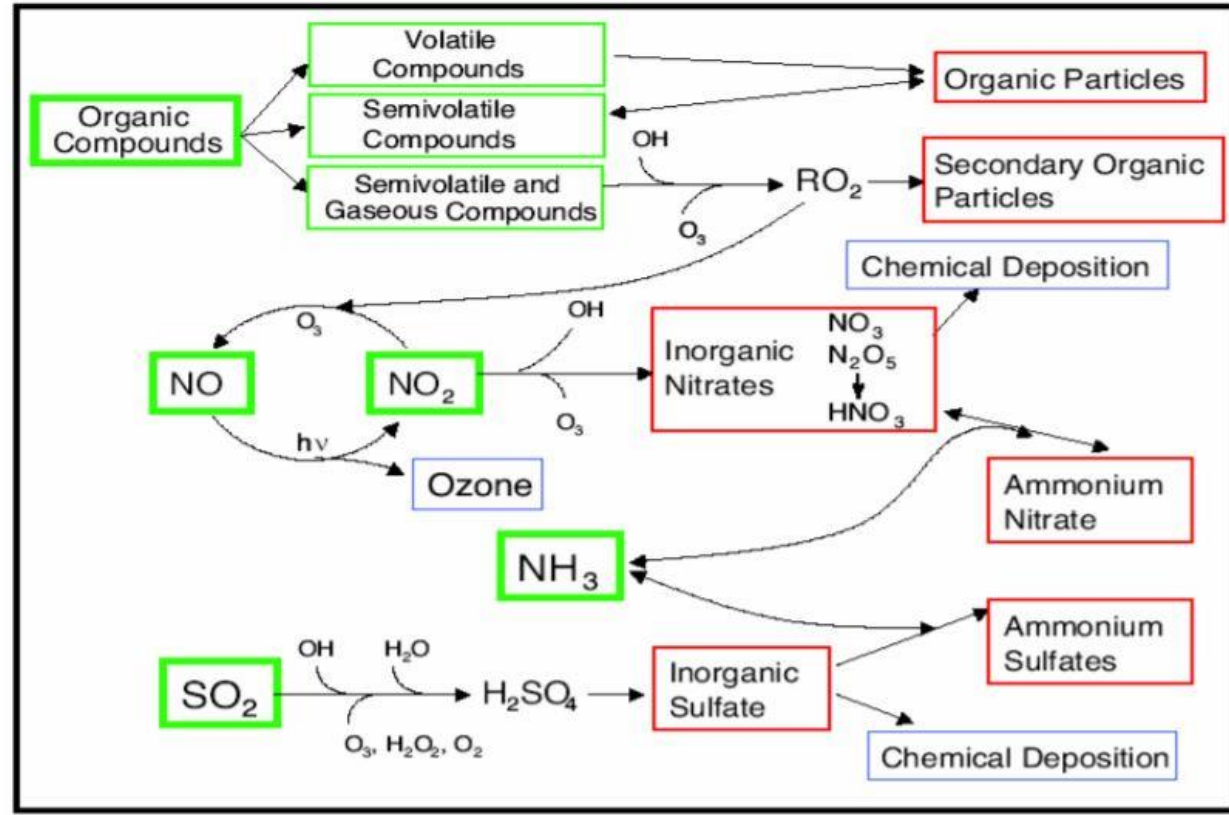 Volatile
Compounds
Organic
Compounds
Semivolatile
Compounds
Semivolatile and
Gaseous Compounds
Organic Particles
OH
O₃
RO₂
Secondary Organic
Particles
Chemical Deposition
O₃
NO
NO₂
OH
O₃
Inorganic
Nitrates
NO₃
N₂O₅
HNO₃
hν
Ozone
Ammonium
Nitrate
NH₃
Ammonium
Sulfates
SO₂
OH
H₂O
O₃, H₂O₂, O₂
H₂SO₄
Inorganic
Sulfate
Chemical Deposition